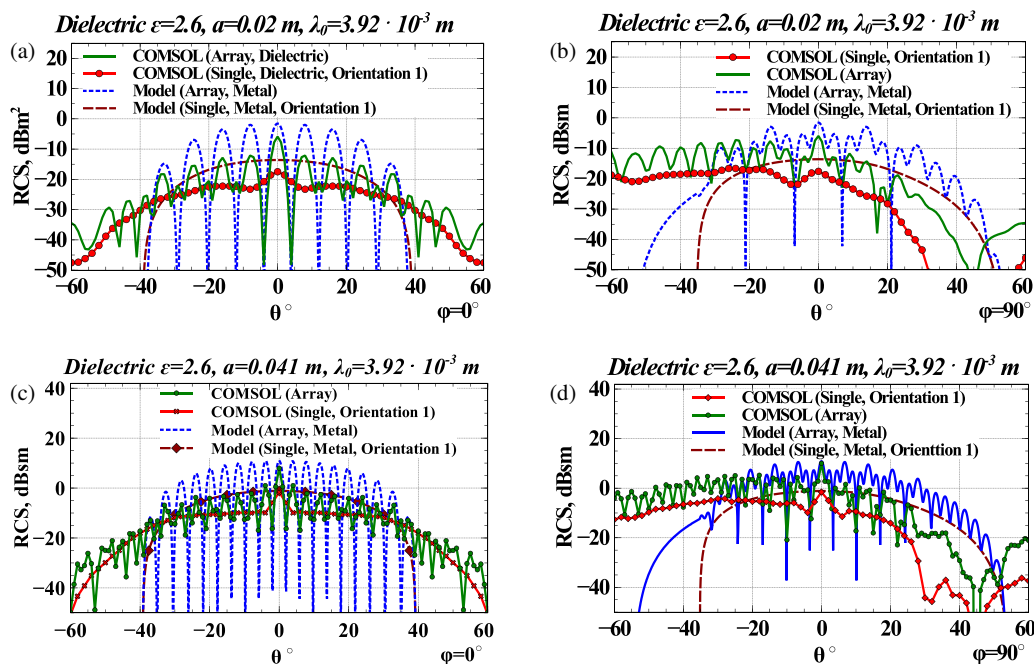 Dielectric ε=2.6, a=0.02 m, λ₀=3.92 · 10⁻³ m
(a)
COMSOL (Array, Dielectric)
COMSOL (Single, Dielectric, Orientation 1)
Model (Array, Metal)
Model (Single, Metal, Orientation 1)
RCS, dBm²
20
10
0
−10
−20
−30
−40
−50
−60
−40
−20
0
20
40
60
θ°
φ=0°
Dielectric ε=2.6, a=0.02 m, λ₀=3.92 · 10⁻³ m
(b)
COMSOL (Single, Orientation 1)
COMSOL (Array)
Model (Array, Metal)
Model (Single, Metal, Orientation 1)
RCS, dBsm
20
10
0
−10
−20
−30
−40
−50
−60
−40
−20
0
20
40
60
θ°
φ=90°
Dielectric ε=2.6, a=0.041 m, λ₀=3.92 · 10⁻³ m
(c)
COMSOL (Array)
COMSOL (Single, Orientation 1)
Model (Array, Metal)
Model (Single, Metal, Orientation 1)
RCS, dBsm
40
20
0
−20
−40
−60
−40
−20
0
20
40
60
θ°
φ=0°
Dielectric ε=2.6, a=0.041 m, λ₀=3.92 · 10⁻³ m
(d)
COMSOL (Single, Orientation 1)
COMSOL (Array)
Model (Array, Metal)
Model (Single, Metal, Orienttion 1)
RCS, dBsm
40
20
0
−20
−40
−60
−40
−20
0
20
40
60
θ°
φ=90°